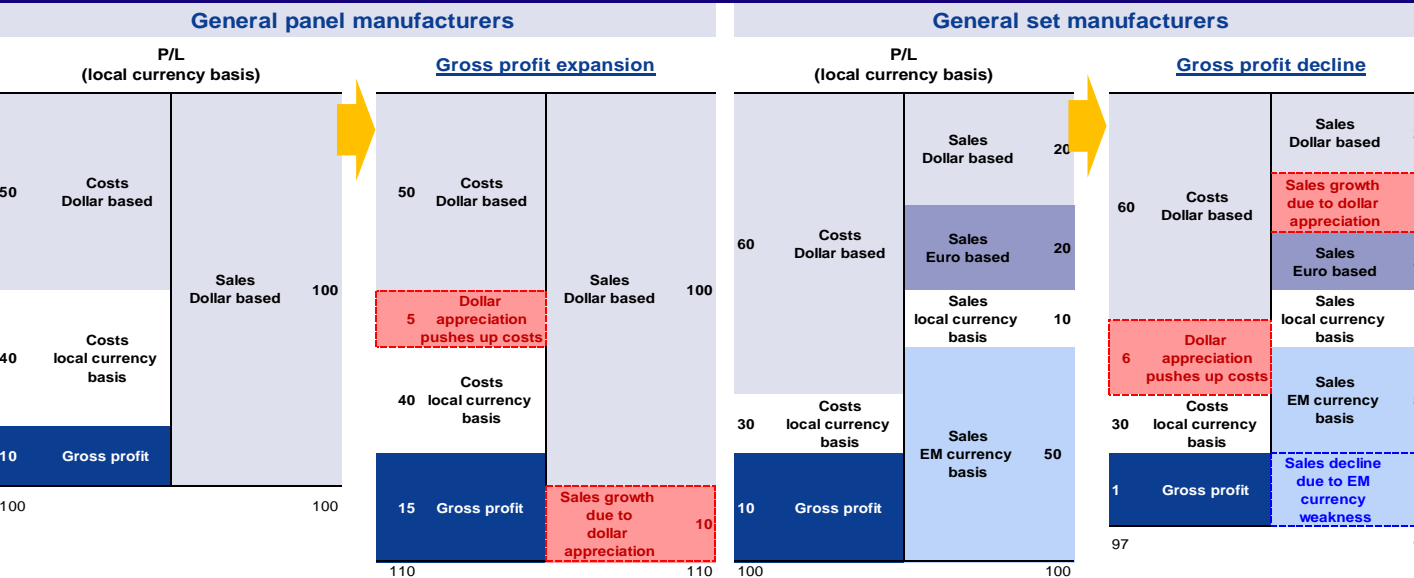 General panel manufacturers
P/L
(local currency basis)
Gross profit expansion
50
Costs
Dollar based
40
Costs
local currency
basis
10
Gross profit
Sales
Dollar based
100
100
100
50
Costs
Dollar based
5
Dollar
appreciation
pushes up costs
40
Costs
local currency
basis
15
Gross profit
Sales
Dollar based
100
Sales growth
due to
dollar
appreciation
10
110
110
General set manufacturers
P/L
(local currency basis)
Gross profit decline
60
Costs
Dollar based
30
Costs
local currency
basis
10
Gross profit
Sales
Dollar based
20
Sales
Euro based
20
Sales
local currency
basis
10
Sales
EM currency
basis
50
100
100
60
Costs
Dollar based
6
Dollar
appreciation
pushes up costs
30
Costs
local currency
basis
1
Gross profit
Sales
Dollar based
Sales growth
due to dollar
appreciation
Sales
Euro based
Sales
local currency
basis
Sales
EM currency
basis
Sales decline
due to EM
currency
weakness
97